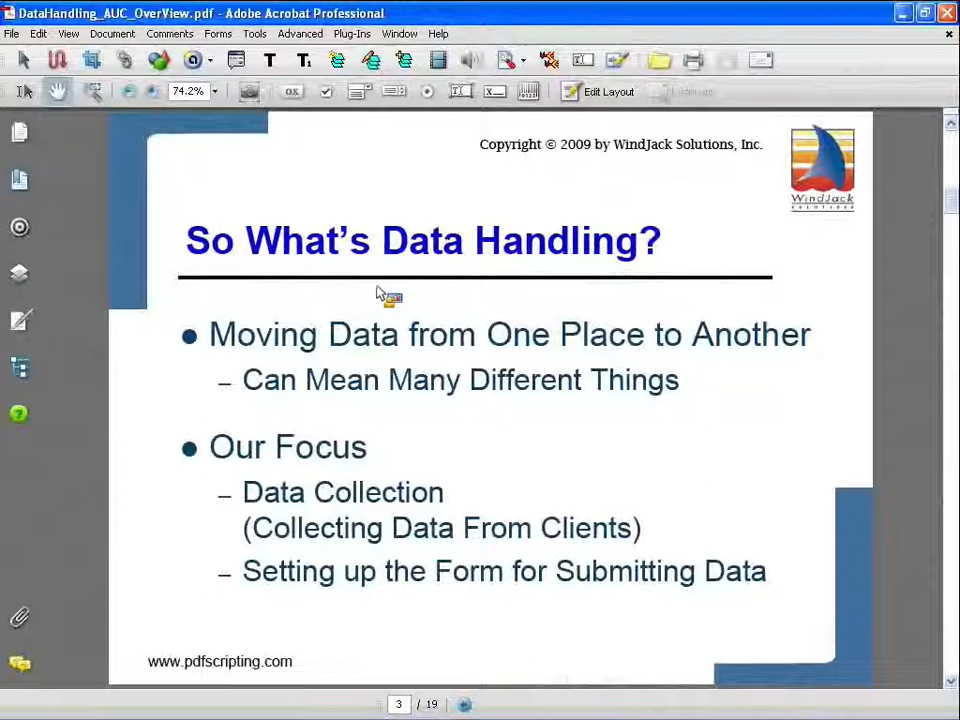 DataHandling_AUC_OverView.pdf - Adobe Acrobat Professional
File Edit View Document Comments Forms Tools Advanced Plug-Ins Window Help
74.2% OK Edit Layout
Copyright © 2009 by WindJack Solutions, Inc.
WindJack
SOLUTIONS
So What's Data Handling?
● Moving Data from One Place to Another
– Can Mean Many Different Things
● Our Focus
– Data Collection
(Collecting Data From Clients)
– Setting up the Form for Submitting Data
www.pdfscripting.com
3 / 19